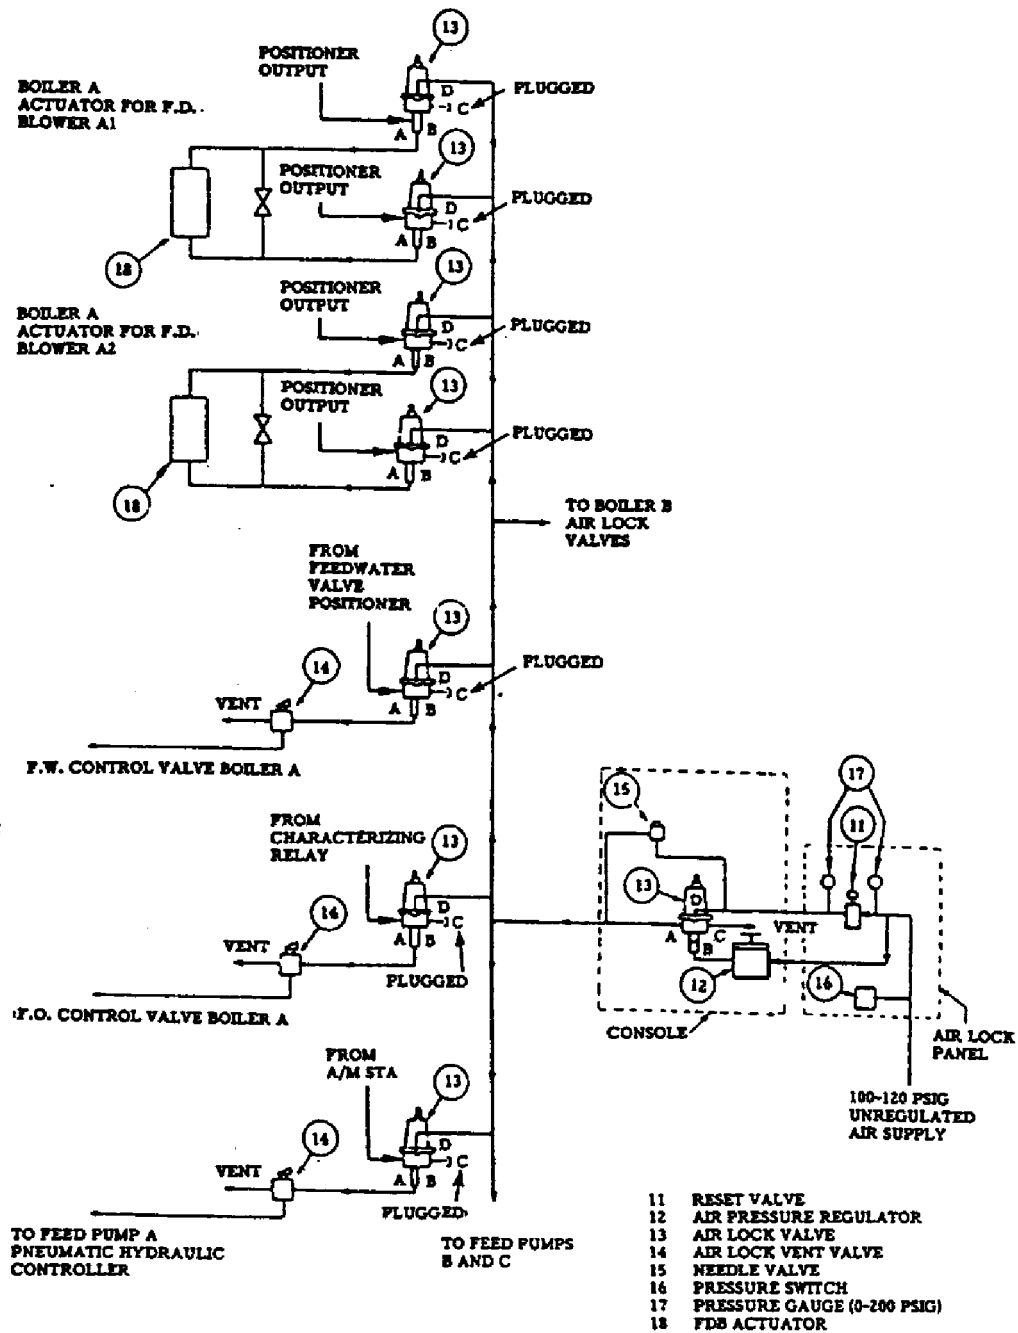 13
POSITIONER
OUTPUT
BOILER A
ACTUATOR FOR F.D.
BLOWER A1
D
C
PLUGGED
A B
13
POSITIONER
OUTPUT
D
C
PLUGGED
A B
18
13
POSITIONER
OUTPUT
BOILER A
ACTUATOR FOR F.D.
BLOWER A2
D
C
PLUGGED
A B
13
POSITIONER
OUTPUT
D
C
PLUGGED
A B
18
TO BOILER B
AIR LOCK
VALVES
FROM
FEEDWATER
VALVE
POSITIONER
13
14
D
C
PLUGGED
A B
VENT
F.W. CONTROL VALVE BOILER A
FROM
CHARACTERIZING
RELAY
13
14
D
C
A B
VENT
PLUGGED
F.O. CONTROL VALVE BOILER A
15
17
11
13
D
A
B
C
VENT
12
16
CONSOLE
AIR LOCK
PANEL
100-120 PSIG
UNREGULATED
AIR SUPPLY
FROM
A/M STA
13
14
D
C
A B
VENT
PLUGGED
TO FEED PUMP A
PNEUMATIC HYDRAULIC
CONTROLLER
TO FEED PUMPS
B AND C
11 RESET VALVE
12 AIR PRESSURE REGULATOR
13 AIR LOCK VALVE
14 AIR LOCK VENT VALVE
15 NEEDLE VALVE
16 PRESSURE SWITCH
17 PRESSURE GAUGE (0-200 PSIG)
18 FDB ACTUATOR